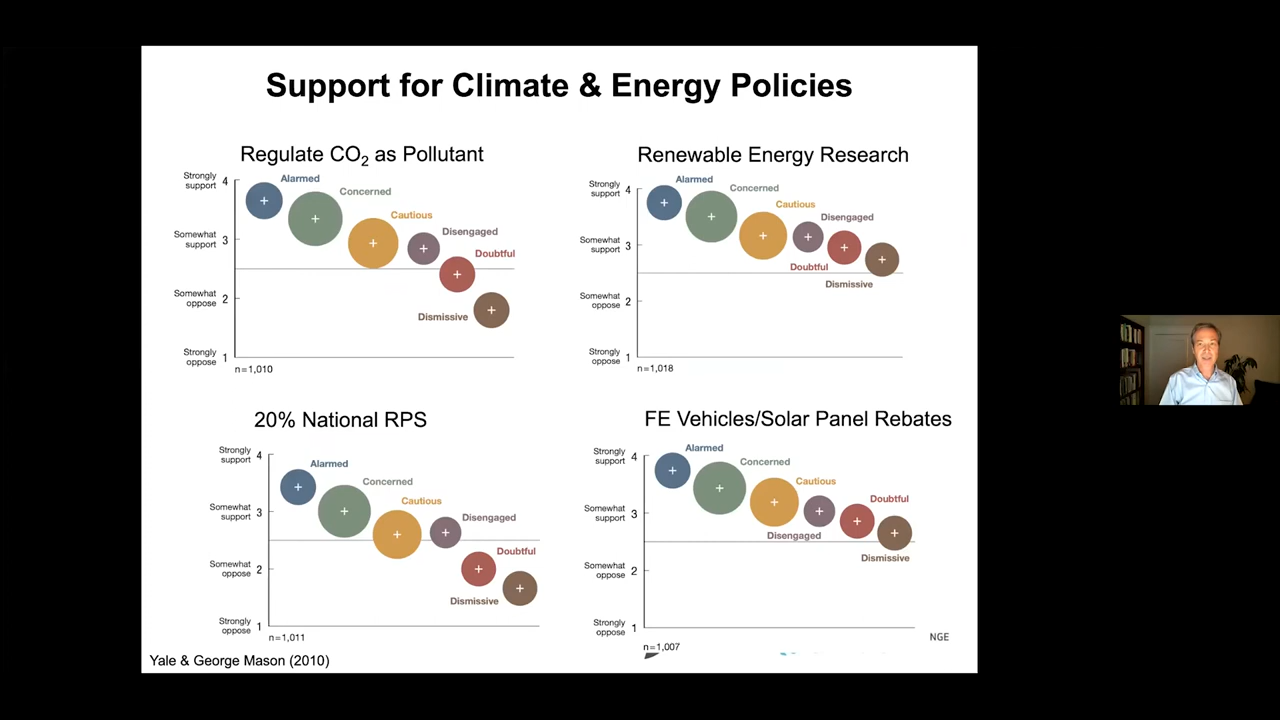 Support for Climate & Energy Policies
Regulate CO₂ as Pollutant
Strongly
support
4
Alarmed
Concerned
Cautious
Somewhat
support
3
Disengaged
Doubtful
Somewhat
oppose
2
Dismissive
Strongly
oppose
1
n=1,010
Renewable Energy Research
Strongly
support
4
Alarmed
Concerned
Cautious
Disengaged
Somewhat
support
3
Doubtful
Dismissive
Somewhat
oppose
2
Strongly
oppose
1
n=1,018
20% National RPS
Strongly
support
4
Alarmed
Concerned
Cautious
Somewhat
support
3
Disengaged
Doubtful
Somewhat
oppose
2
Dismissive
Strongly
oppose
1
n=1,011
FE Vehicles/Solar Panel Rebates
Strongly
support
4
Alarmed
Concerned
Cautious
Doubtful
Somewhat
support
3
Disengaged
Dismissive
Somewhat
oppose
2
Strongly
oppose
1
n=1,007
NGE
Yale & George Mason (2010)